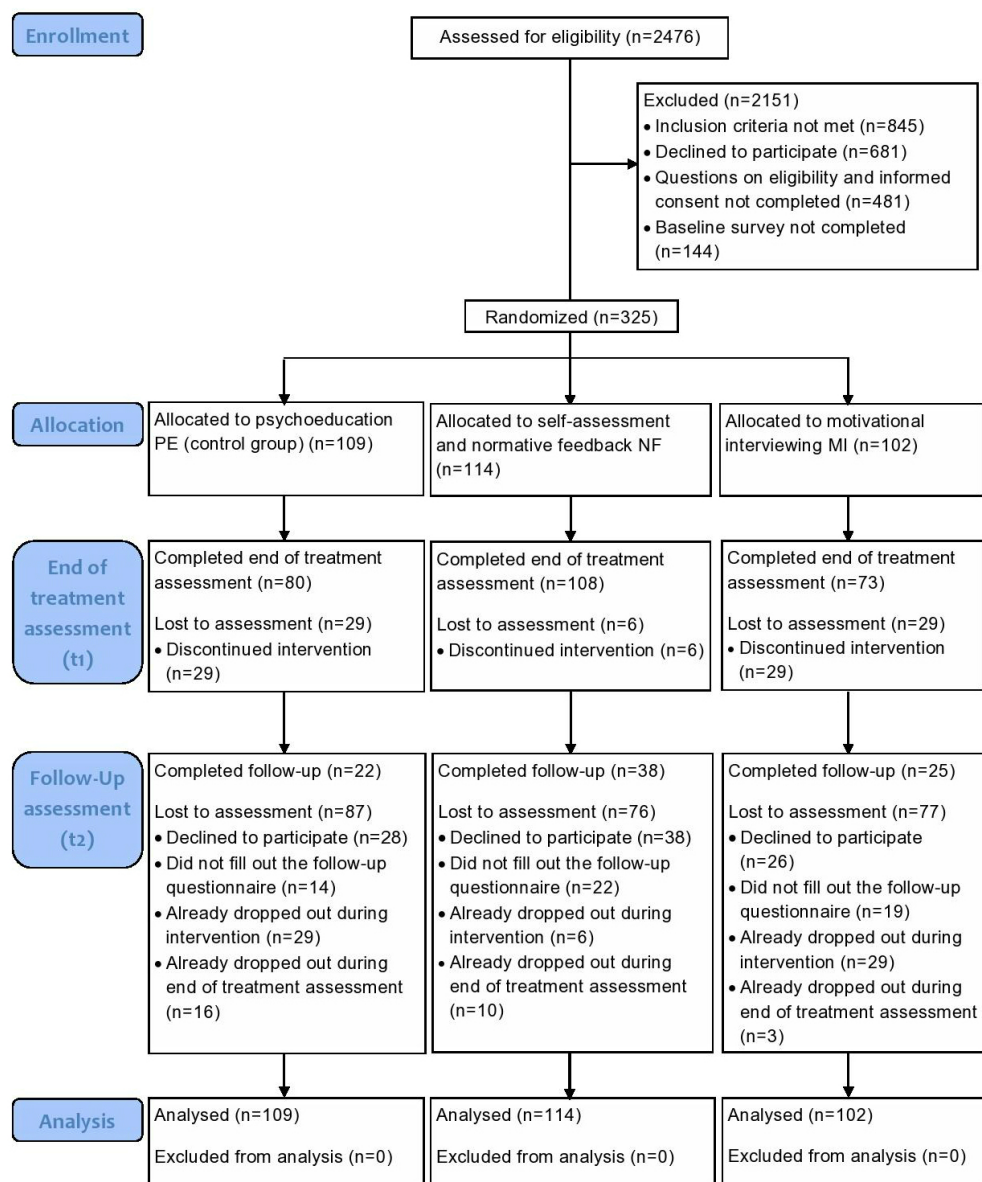 Enrollment
Assessed for eligibility (n=2476)
Excluded (n=2151)
• Inclusion criteria not met (n=845)
• Declined to participate (n=681)
• Questions on eligibility and informed
consent not completed (n=481)
• Baseline survey not completed
(n=144)
Randomized (n=325)
Allocation
Allocated to psychoeducation
PE (control group) (n=109)
Allocated to self-assessment
and normative feedback NF
(n=114)
Allocated to motivational
interviewing MI (n=102)
End of
treatment
assessment
(t1)
Completed end of treatment
assessment (n=80)
Lost to assessment (n=29)
• Discontinued intervention
(n=29)
Completed end of treatment
assessment (n=108)
Lost to assessment (n=6)
• Discontinued intervention (n=6)
Completed end of treatment
assessment (n=73)
Lost to assessment (n=29)
• Discontinued intervention
(n=29)
Follow-Up
assessment
(t2)
Completed follow-up (n=22)
Lost to assessment (n=87)
• Declined to participate (n=28)
• Did not fill out the follow-up
questionnaire (n=14)
• Already dropped out during
intervention (n=29)
• Already dropped out during
end of treatment assessment
(n=16)
Completed follow-up (n=38)
Lost to assessment (n=76)
• Declined to participate (n=38)
• Did not fill out the follow-up
questionnaire (n=22)
• Already dropped out during
intervention (n=6)
• Already dropped out during
end of treatment assessment
(n=10)
Completed follow-up (n=25)
Lost to assessment (n=77)
• Declined to participate
(n=26)
• Did not fill out the follow-up
questionnaire (n=19)
• Already dropped out during
intervention (n=29)
• Already dropped out during
end of treatment assessment
(n=3)
Analysis
Analysed (n=109)
Excluded from analysis (n=0)
Analysed (n=114)
Excluded from analysis (n=0)
Analysed (n=102)
Excluded from analysis (n=0)